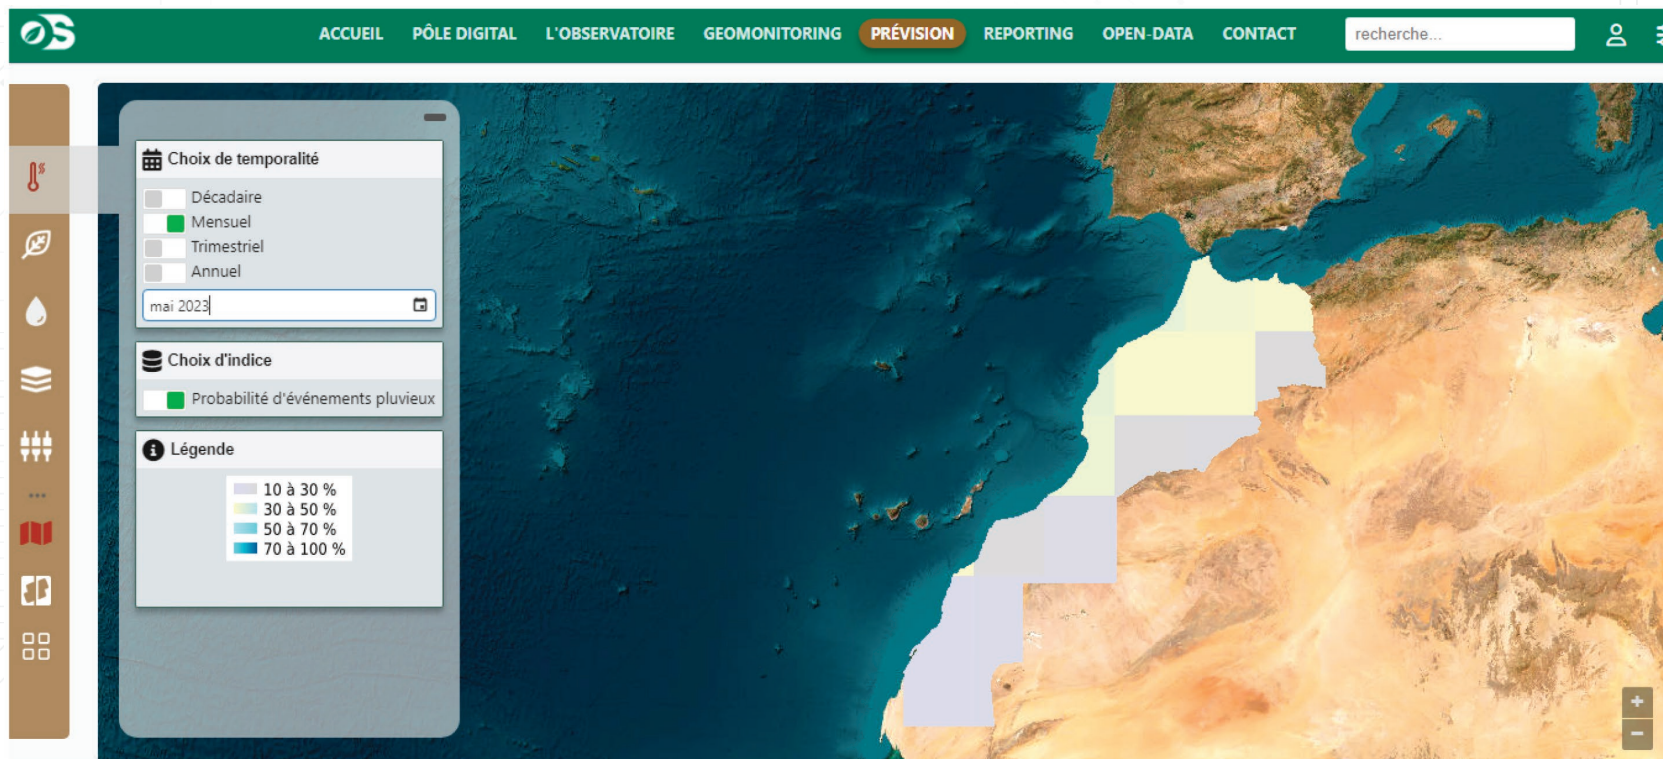 OS
ACCUEIL PÔLE DIGITAL L'OBSERVATOIRE GEOMONITORING PRÉVISION REPORTING OPEN-DATA CONTACT recherche...
Choix de temporalité
Décadaire
Mensuel
Trimestriel
Annuel
mai 2023
Choix d'indice
Probabilité d'événements pluvieux
Légende
10 à 30 %
30 à 50 %
50 à 70 %
70 à 100 %
+
−